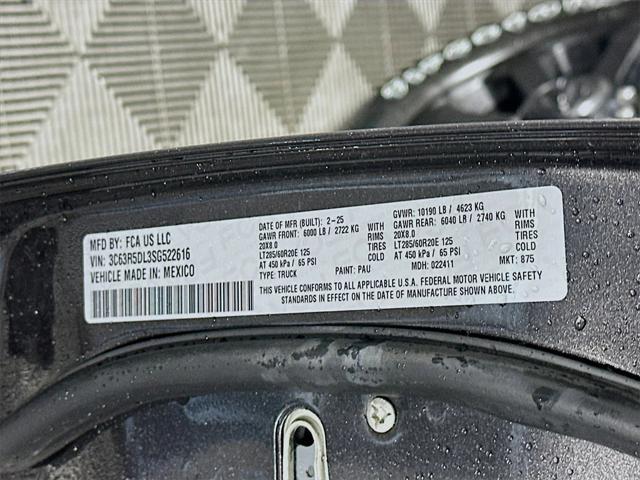 MFD BY: FCA US LLC
VIN: 3C63R5DL3SG522616
VEHICLE MADE IN: MEXICO
DATE OF MFR (BUILT): 2-25
GAWR FRONT: 6000 LB / 2722 KG WITH
20X8.0 RIMS
LT285/60R20E 125 TIRES
AT 450 kPa / 65 PSI COLD
TYPE: TRUCK PAINT: PAU
GVWR: 10190 LB / 4623 KG
GAWR REAR: 6040 LB / 2740 KG WITH
20X8.0 RIMS
LT285/60R20E 125 TIRES
AT 450 kPa / 65 PSI COLD
MDH: 022411 MKT: 875
THIS VEHICLE CONFORMS TO ALL APPLICABLE U.S.A. FEDERAL MOTOR VEHICLE SAFETY
STANDARDS IN EFFECT ON THE DATE OF MANUFACTURE SHOWN ABOVE.